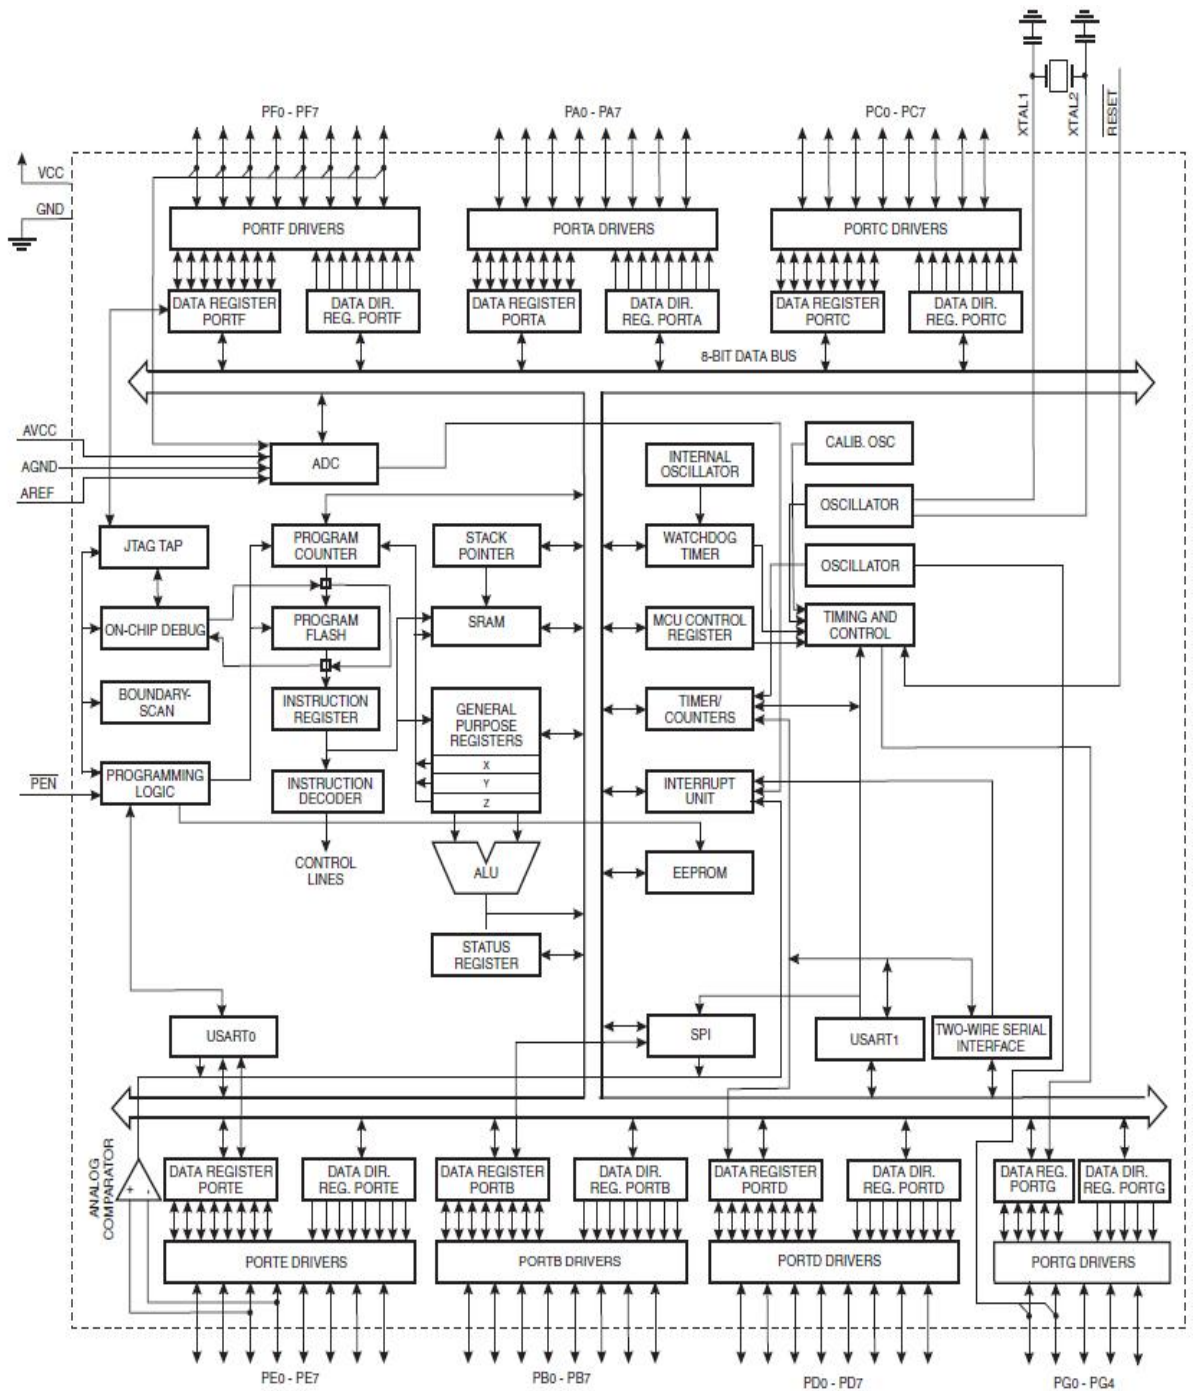 XTAL1
XTAL2
RESET
PF0 - PF7
PA0 - PA7
PC0 - PC7
VCC
GND
PORTF DRIVERS
PORTA DRIVERS
PORTC DRIVERS
DATA REGISTER
PORTF
DATA DIR.
REG. PORTF
DATA REGISTER
PORTA
DATA DIR.
REG. PORTA
DATA REGISTER
PORTC
DATA DIR.
REG. PORTC
8-BIT DATA BUS
AVCC
AGND
AREF
ADC
INTERNAL
OSCILLATOR
CALIB. OSC
OSCILLATOR
JTAG TAP
PROGRAM
COUNTER
STACK
POINTER
WATCHDOG
TIMER
OSCILLATOR
ON-CHIP DEBUG
PROGRAM
FLASH
SRAM
MCU CONTROL
REGISTER
TIMING AND
CONTROL
BOUNDARY-
SCAN
INSTRUCTION
REGISTER
GENERAL
PURPOSE
REGISTERS
X
Y
Z
TIMER/
COUNTERS
PEN
PROGRAMMING
LOGIC
INSTRUCTION
DECODER
INTERRUPT
UNIT
CONTROL
LINES
ALU
EEPROM
STATUS
REGISTER
USART0
SPI
USART1
TWO-WIRE SERIAL
INTERFACE
ANALOG
COMPARATOR
+
-
DATA REGISTER
PORTE
DATA DIR.
REG. PORTE
DATA REGISTER
PORTB
DATA DIR.
REG. PORTB
DATA REGISTER
PORTD
DATA DIR.
REG. PORTD
DATA REG.
PORTG
DATA DIR.
REG. PORTG
PORTE DRIVERS
PORTB DRIVERS
PORTD DRIVERS
PORTG DRIVERS
PE0 - PE7
PB0 - PB7
PD0 - PD7
PG0 - PG4